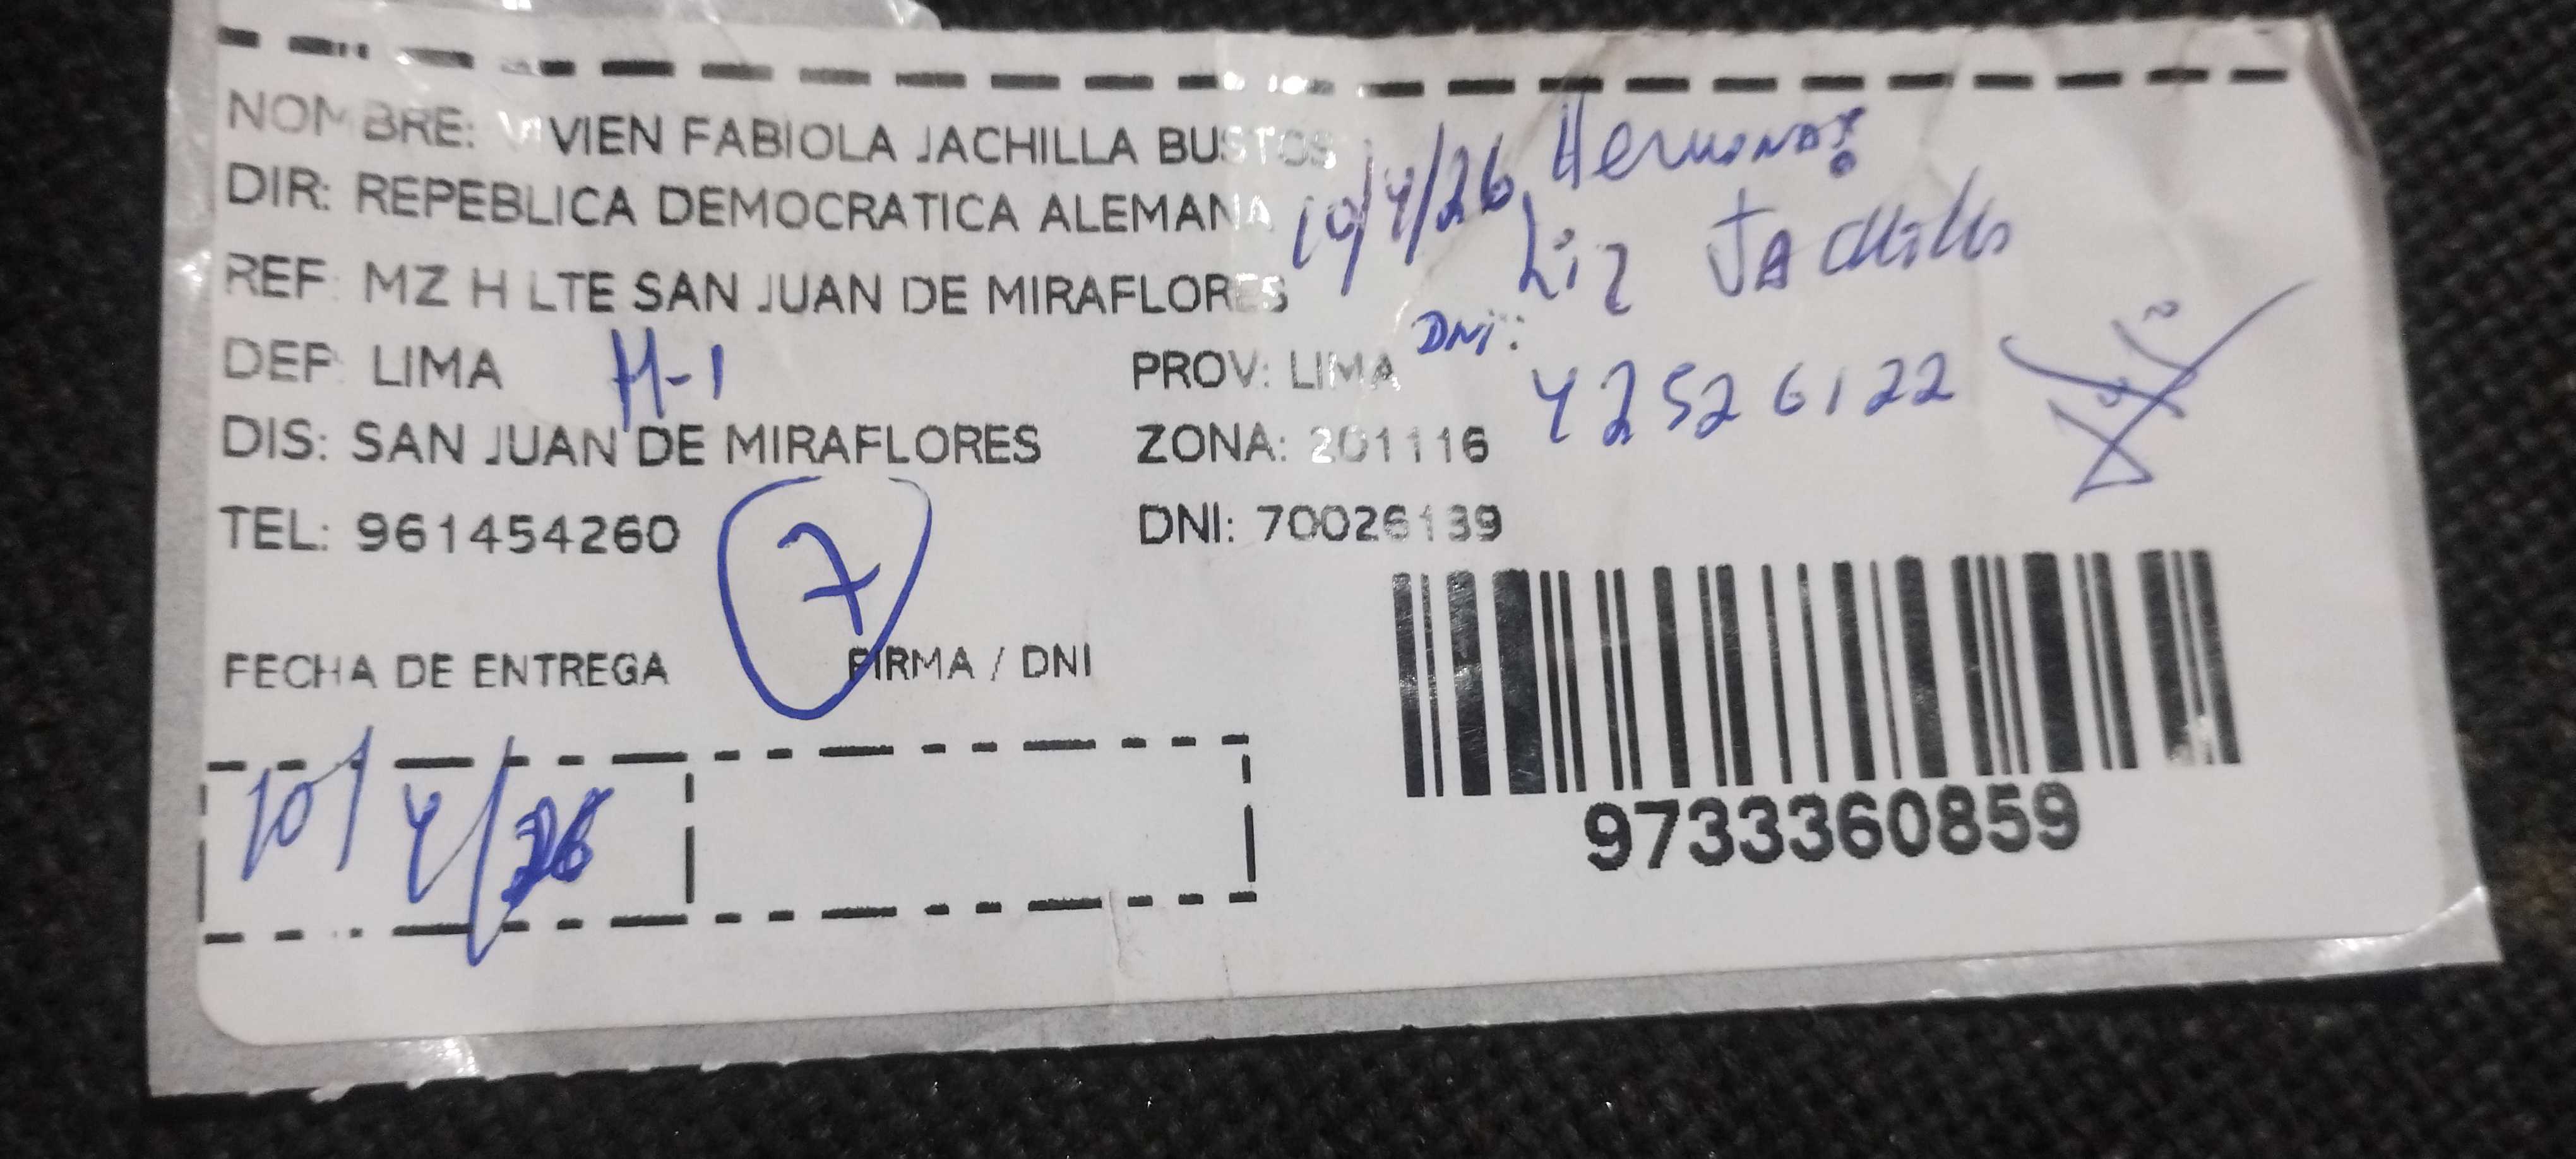 NOMBRE: VIVIEN FABIOLA JACHILLA BUSTOS
10/4/26 Hermana:
DIR: REPEBLICA DEMOCRATICA ALEMANA
Liz Jachilla
REF: MZ H LTE SAN JUAN DE MIRAFLORES
DNI:
42526122
DEP: LIMA
H-1
PROV: LIMA
DIS: SAN JUAN DE MIRAFLORES
ZONA: 201116
TEL: 961454260
7
DNI: 70026139
FECHA DE ENTREGA
FIRMA / DNI
10/4/26
9733360859